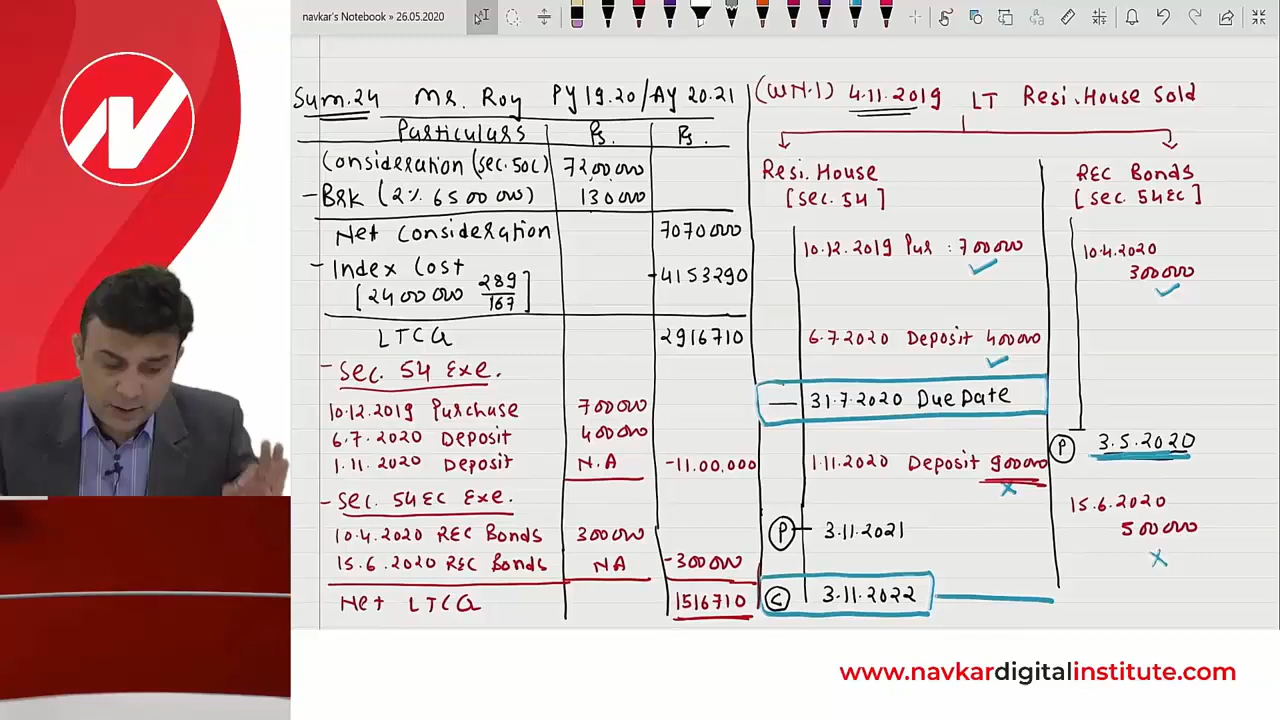 navkar's Notebook » 26.05.2020
Sum.24 Mr. Roy PY 19.20/AY 20.21
Particulars Rs. Rs.
Consideration (sec.50C) 7200000
- Brk (2% 6500000) 130000
Net Consideration 7070000
- Index Cost
[2400000 289/167] - 4153290
LTCG 2916710
- Sec. 54 Exe.
10.12.2019 Purchase 700000
6.7.2020 Deposit 400000
1.11.2020 Deposit N.A -11.00,000
- Sec. 54EC Exe.
10.4.2020 REC Bonds 300000
15.6.2020 REC Bonds NA -300000
Net LTCG 1516710
(WN.1) 4.11.2019 LT Resi.House Sold
Resi.House
[Sec.54]
10.12.2019 Pur : 700000
6.7.2020 Deposit 400000
31.7.2020 Due Date
1.11.2020 Deposit 900000
P 3.11.2021
C 3.11.2022
REC Bonds
[Sec. 54EC]
10.4.2020
300000
P 3.5.2020
15.6.2020
500000
www.navkardigitalinstitute.com